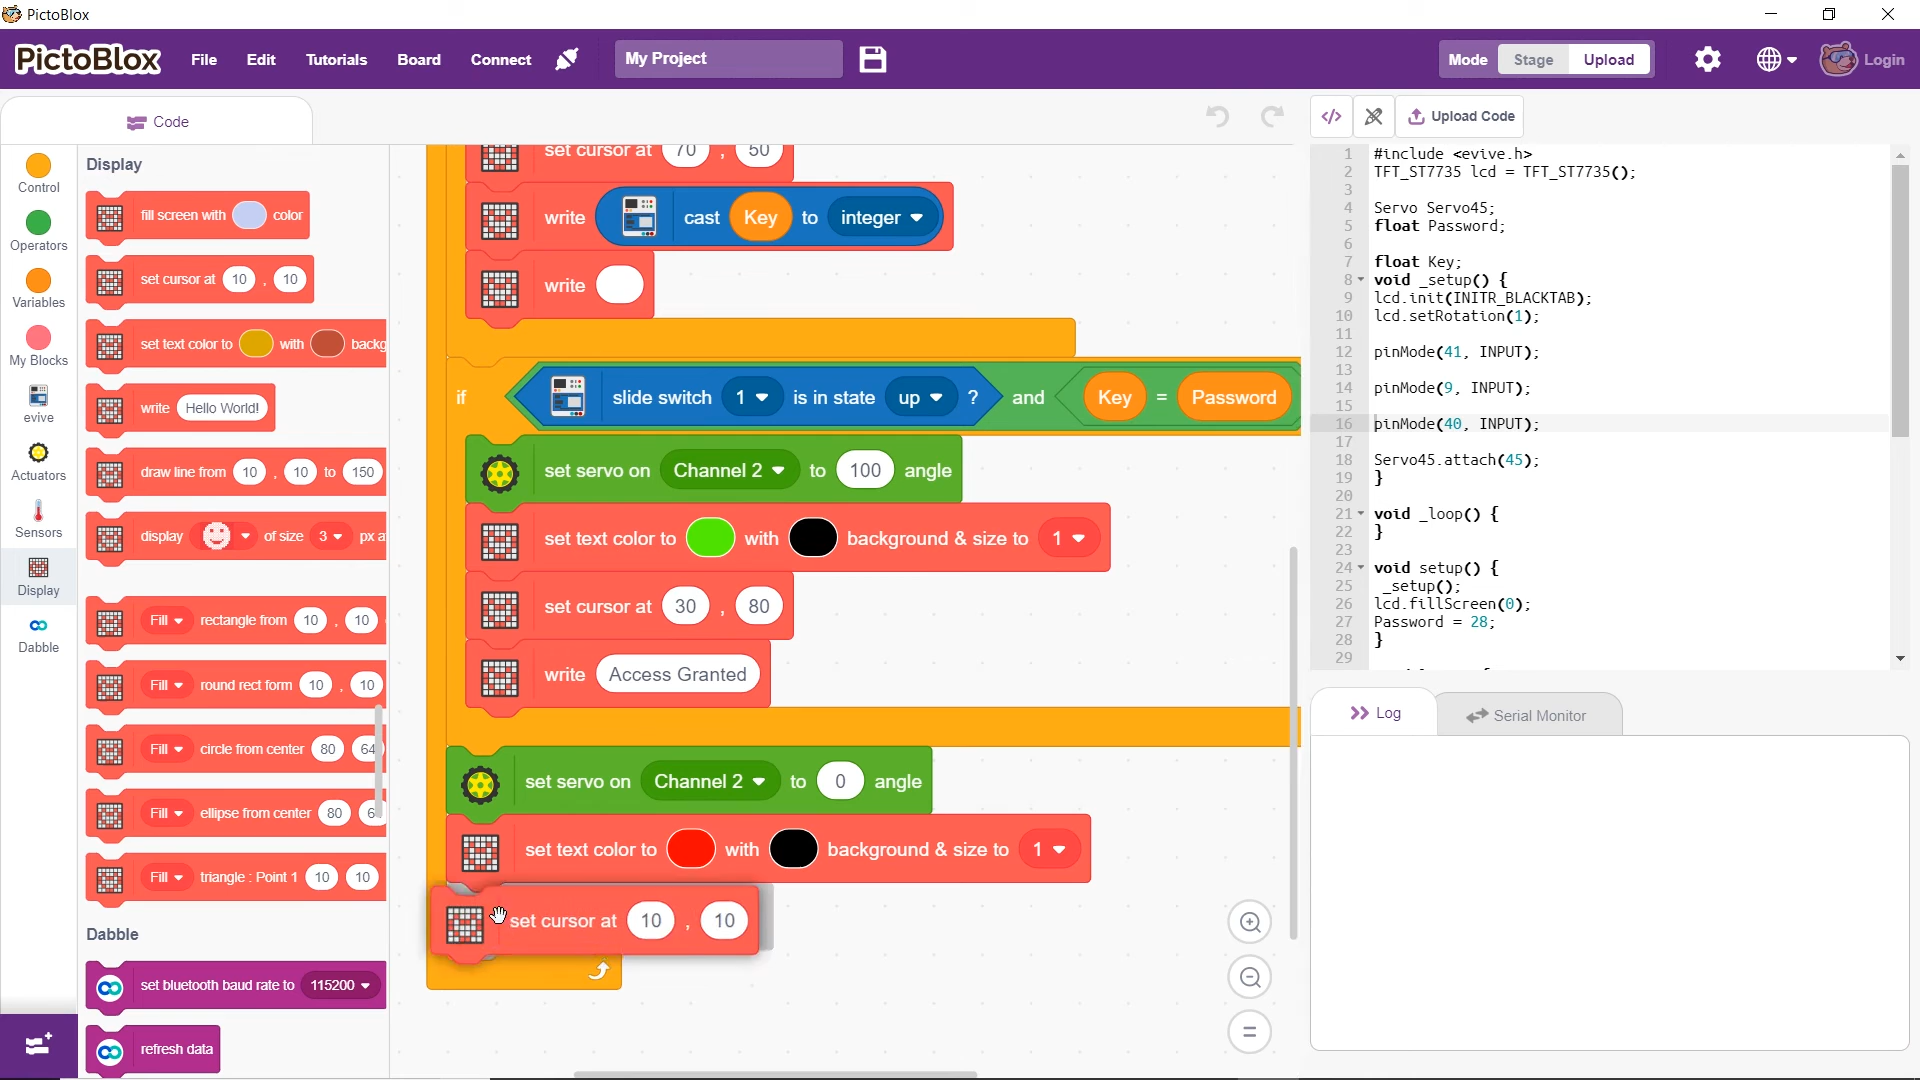 PictoBlox
PictoBlox File Edit Tutorials Board Connect My Project Mode Stage Upload Login
Code
Control
Operators
Variables
My Blocks
evive
Actuators
Sensors
Display
Dabble
Display
fill screen with color
set cursor at 10 , 10
set text color to with backg
write Hello World!
draw line from 10 , 10 to 150
display of size 3 px a
Fill rectangle from 10 , 10
Fill round rect form 10 , 10
Fill circle from center 80 64
Fill ellipse from center 80 6
Fill triangle : Point 1 10 10
Dabble
set bluetooth baud rate to 115200
refresh data
set cursor at 70 , 50
write cast Key to integer
write
if slide switch 1 is in state up ? and Key = Password
set servo on Channel 2 to 100 angle
set text color to with background & size to 1
set cursor at 30 , 80
write Access Granted
set servo on Channel 2 to 0 angle
set text color to with background & size to 1
set cursor at 10 , 10
</> Upload Code
1 #include <evive.h>
2 TFT_ST7735 lcd = TFT_ST7735();
3
4 Servo Servo45;
5 float Password;
6
7 float Key;
8 void _setup() {
9 lcd.init(INITR_BLACKTAB);
10 lcd.setRotation(1);
11
12 pinMode(41, INPUT);
13
14 pinMode(9, INPUT);
15
16 pinMode(40, INPUT);
17
18 Servo45.attach(45);
19 }
20
21 void _loop() {
22 }
23
24 void setup() {
25 _setup();
26 lcd.fillScreen(0);
27 Password = 28;
28 }
29
Log Serial Monitor